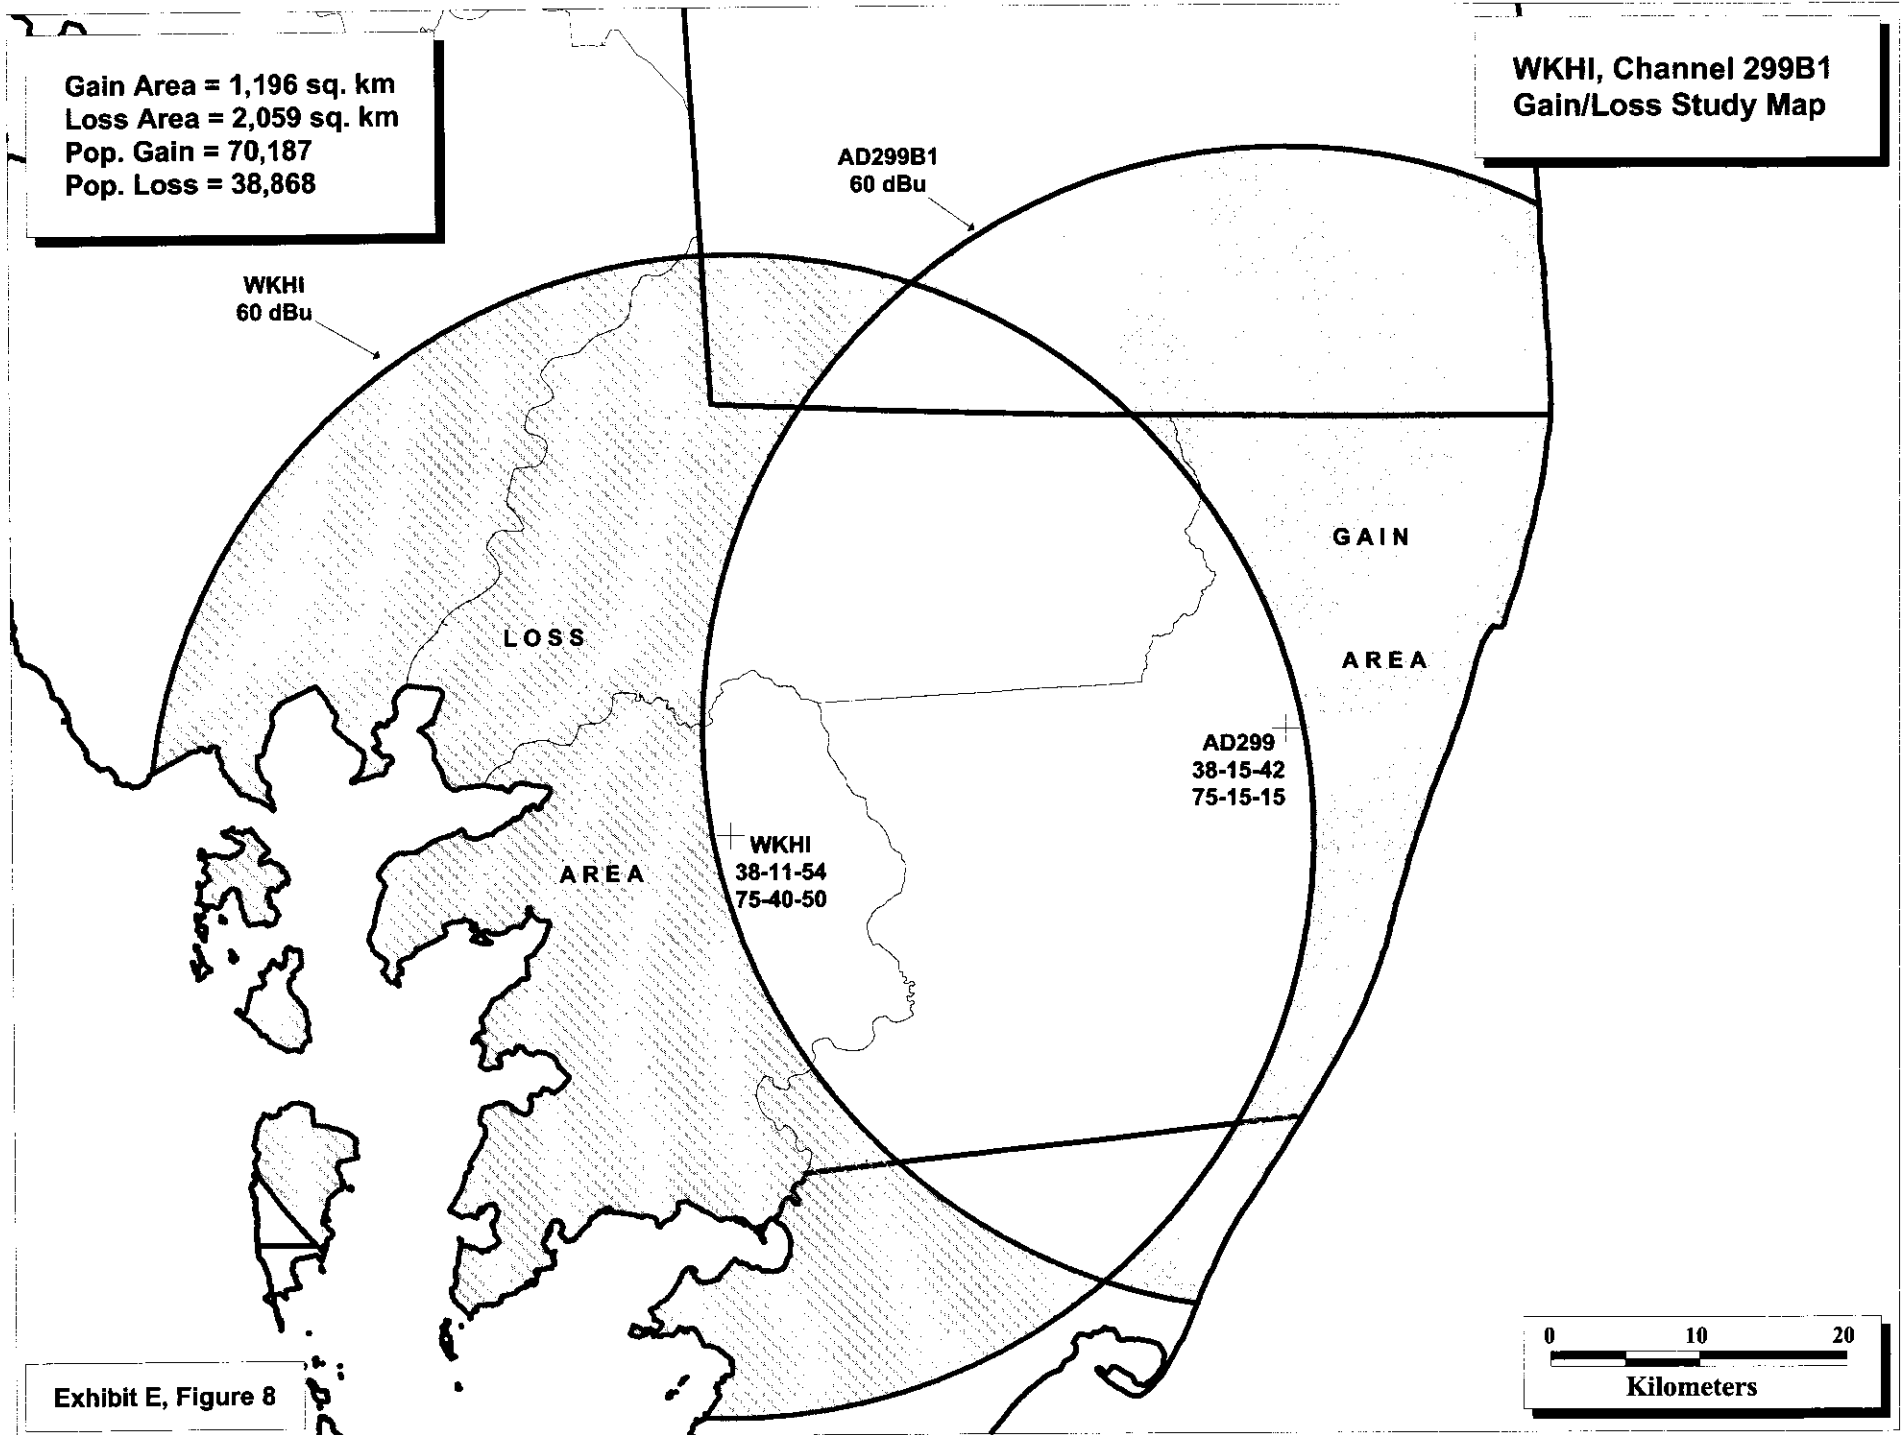 Gain Area = 1,196 sq. km
Loss Area = 2,059 sq. km
Pop. Gain = 70,187
Pop. Loss = 38,868
WKHI, Channel 299B1
Gain/Loss Study Map
AD299B1
60 dBu
WKHI
60 dBu
GAIN
LOSS
AREA
AD299
38-15-42
75-15-15
WKHI
38-11-54
75-40-50
AREA
0 10 20
Kilometers
Exhibit E, Figure 8